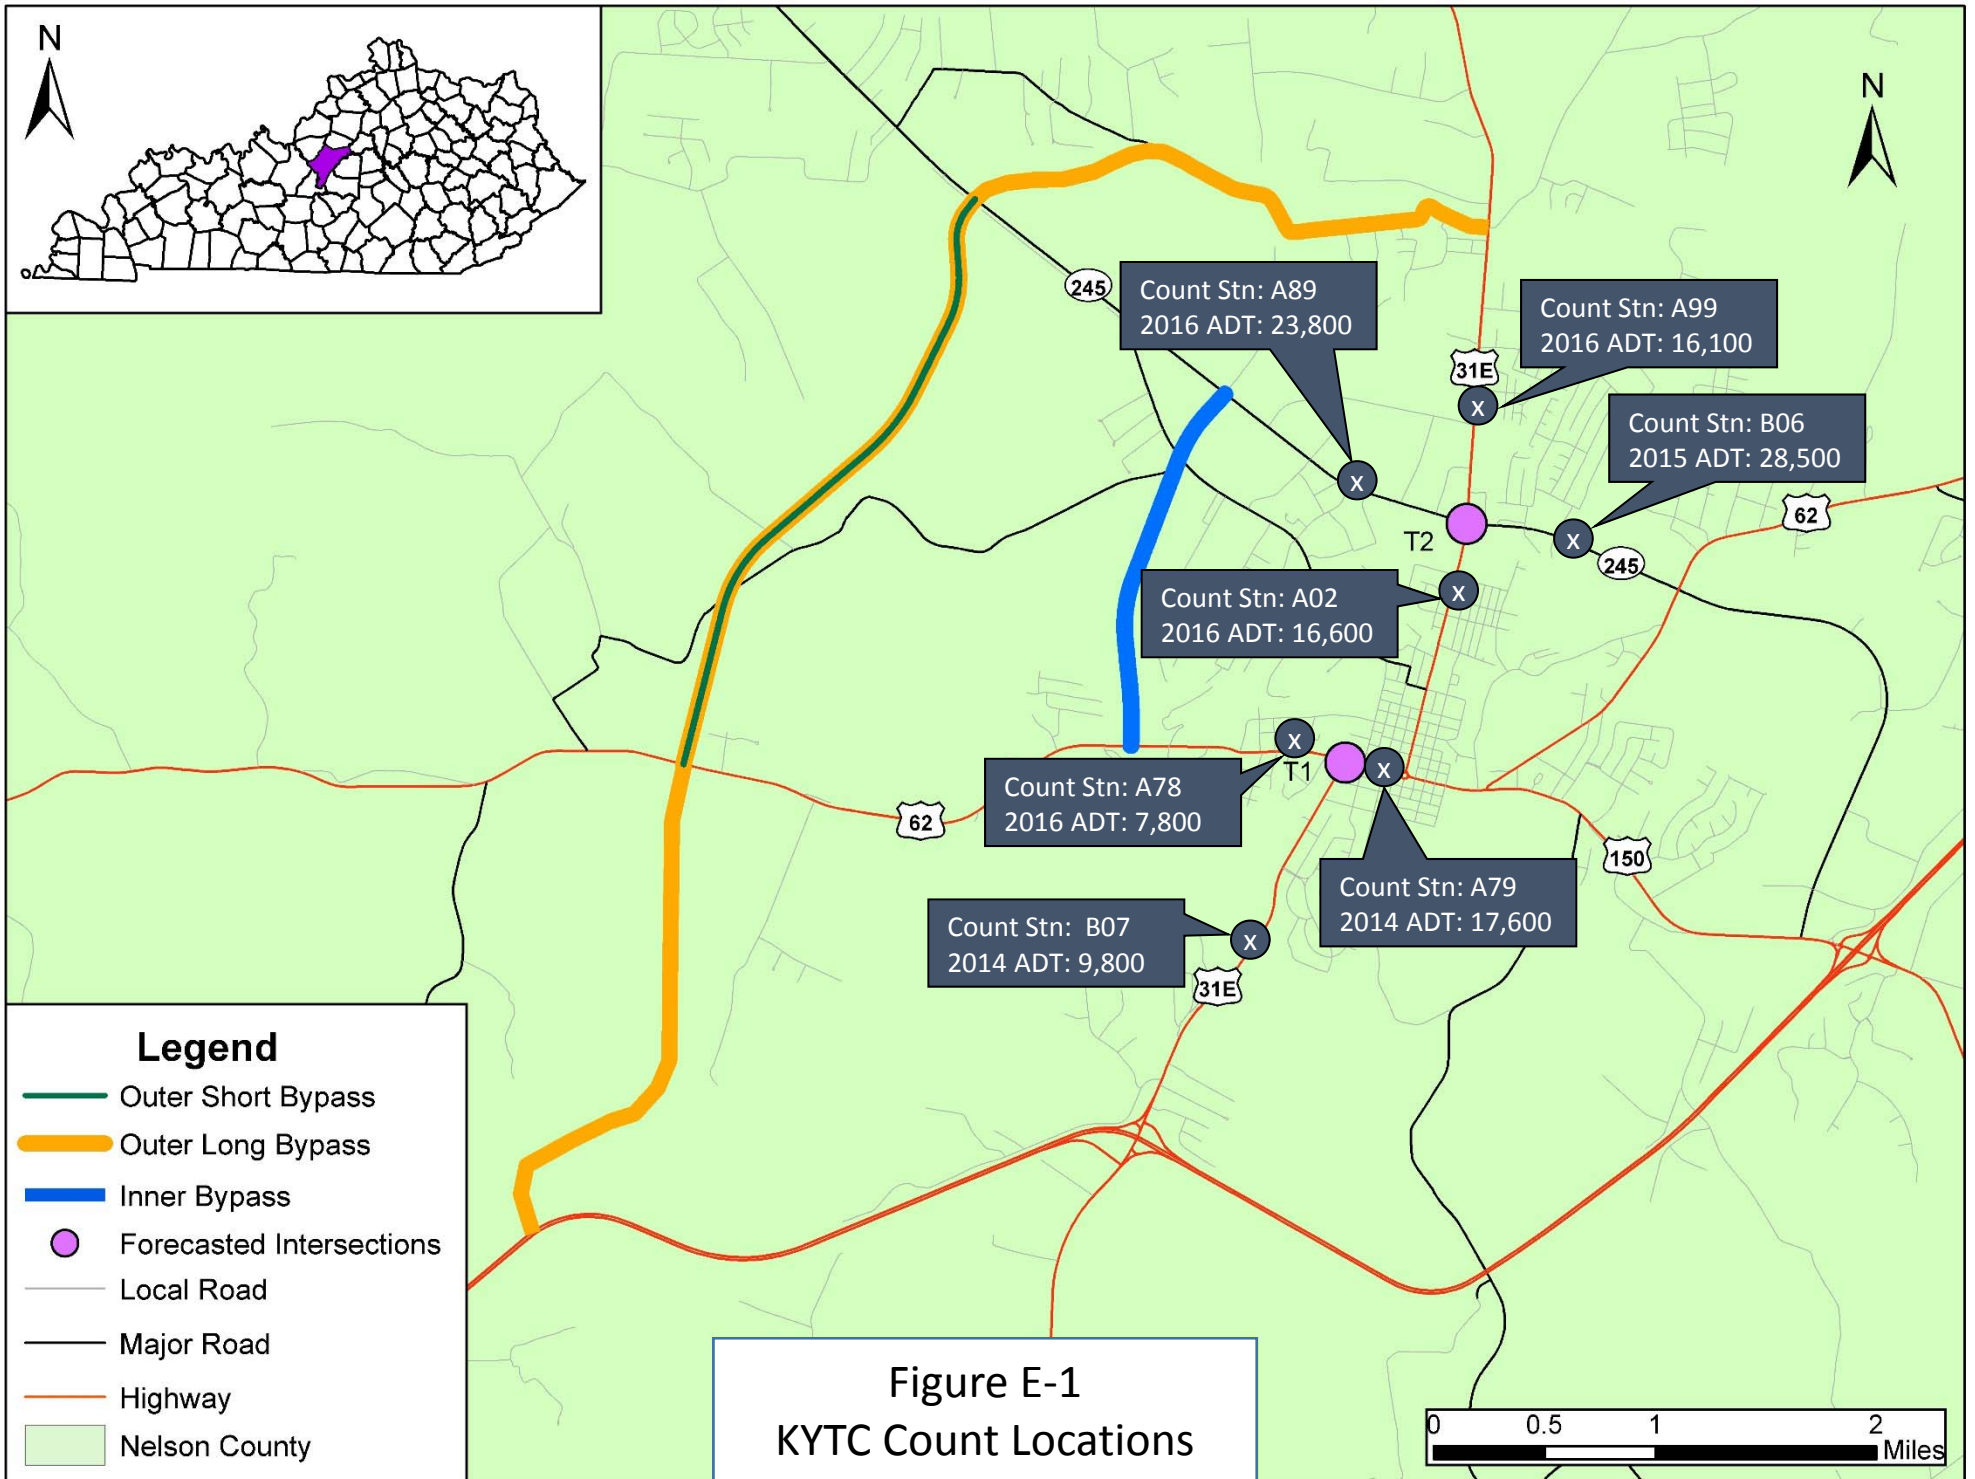 N
N
245
Count Stn: A89
2016 ADT: 23,800
Count Stn: A99
2016 ADT: 16,100
31E
X
Count Stn: B06
2015 ADT: 28,500
X
62
T2
X
245
Count Stn: A02
2016 ADT: 16,600
X
X
T1
X
Count Stn: A78
2016 ADT: 7,800
62
150
Count Stn: A79
2014 ADT: 17,600
Count Stn: B07
2014 ADT: 9,800
X
31E
Legend
Outer Short Bypass
Outer Long Bypass
Inner Bypass
Forecasted Intersections
Local Road
Major Road
Highway
Nelson County
Figure E-1
KYTC Count Locations
0 0.5 1 2
Miles